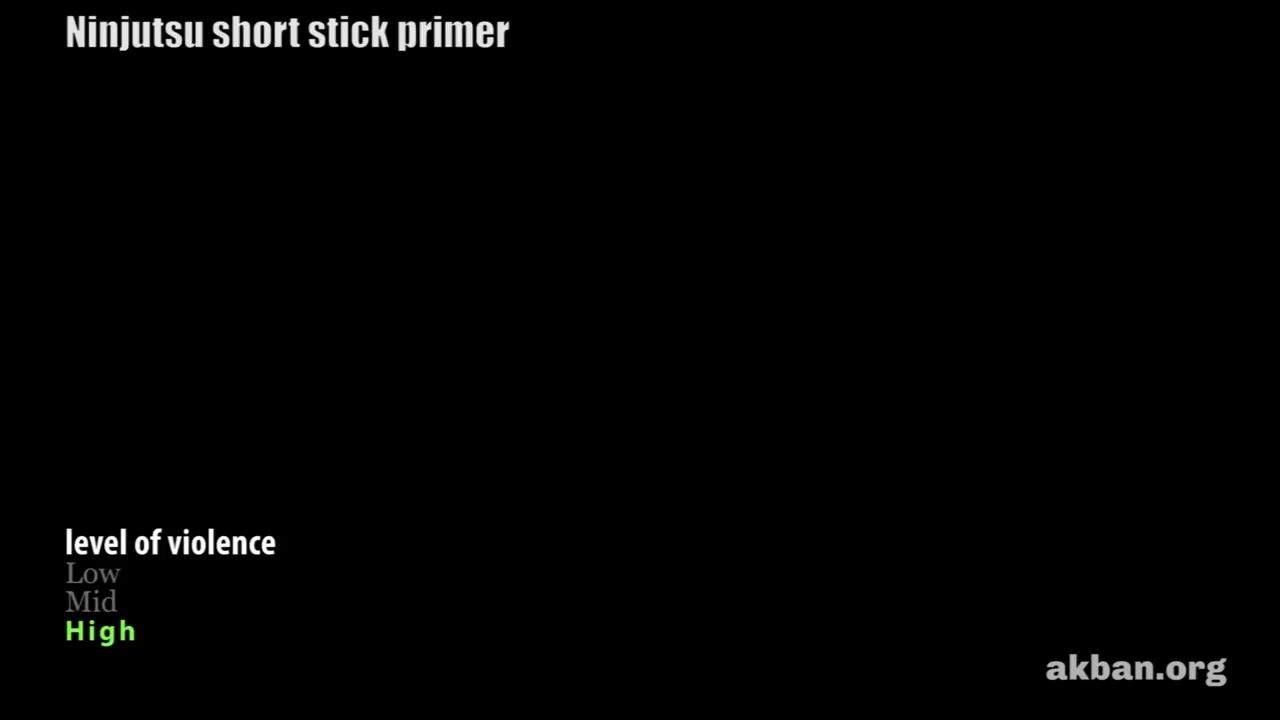 Ninjutsu short stick primer
level of violence
Low
Mid
High
akban.org